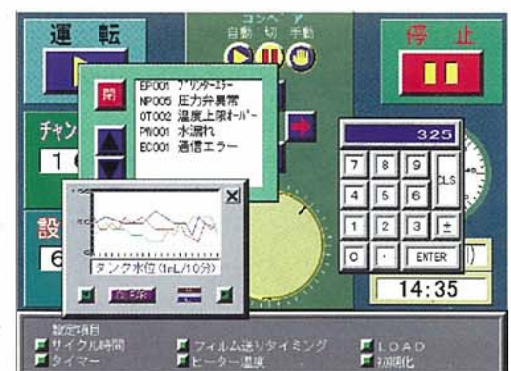 運 転
コンベア
自動 切 手動
停 止
閉
EP001 プリンターエラー
NP005 圧力弁異常
OT002 温度上限オーバー
PW001 水漏れ
EC001 通信エラー
チャン
1
325
7 8 9 CLS
4 5 6
1 2 3 ±
0 . ENTER
設
6
タンク水位(1mL/10分)
CLEAR
14:35
設定項目
サイクル時間 フィルム送りタイミング LOAD
タイマー ヒーター温度 初期化